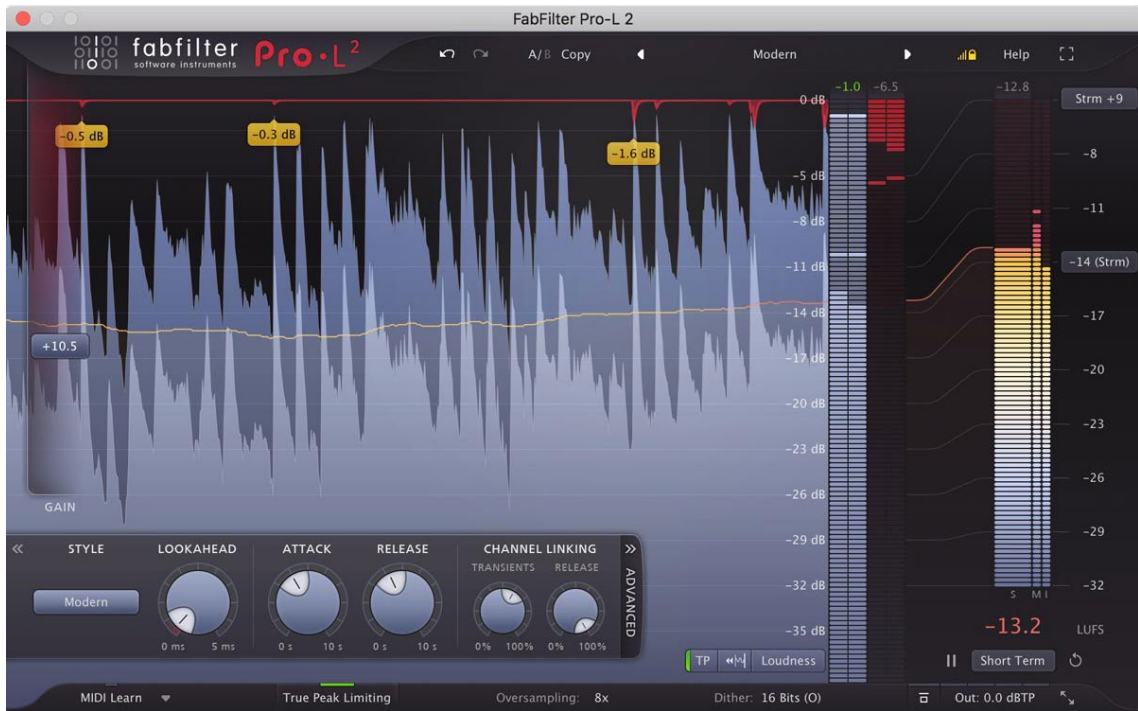 FabFilter Pro-L 2
fabfilter
software instruments
Pro·L²
A/B Copy
Modern
Help
-1.0 -6.5 -12.8
0 dB
Strm +9
-0.5 dB
-0.3 dB
-1.6 dB
-8
-5 dB
-8 dB
-11
-11 dB
-14 (Strm)
-14 dB
-17
+10.5
-17 dB
-20
-20 dB
-23
-23 dB
-26
-26 dB
GAIN
-29
-29 dB
-32
-32 dB
S M I
-35 dB
STYLE
Modern
LOOKAHEAD
0 ms 5 ms
ATTACK
0 s 10 s
RELEASE
0 s 10 s
CHANNEL LINKING
TRANSIENTS RELEASE
0% 100% 0% 100%
ADVANCED
-13.2 LUFS
TP Loudness
Short Term
MIDI Learn
True Peak Limiting
Oversampling: 8x
Dither: 16 Bits (O)
Out: 0.0 dBTP